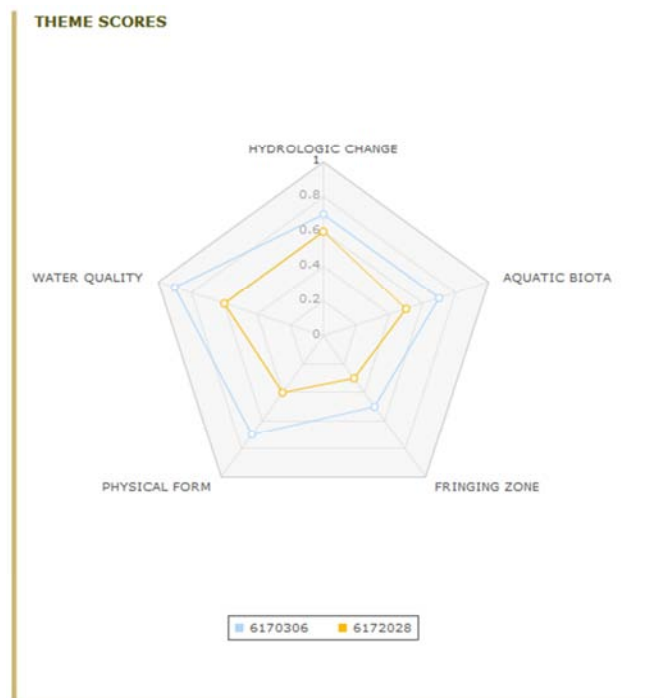 THEME SCORES
HYDROLOGIC CHANGE
1
0.8
0.6
0.4
WATER QUALITY
AQUATIC BIOTA
0.2
0
PHYSICAL FORM
FRINGING ZONE
6170306 6172028